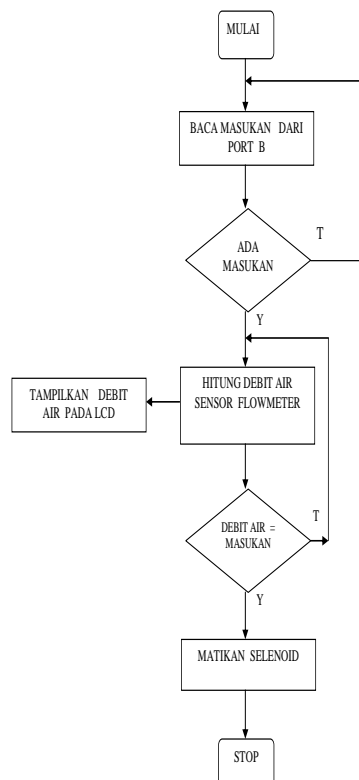 MULAI
BACA MASUKAN DARI
PORT B
ADA
MASUKAN
T
Y
TAMPILKAN DEBIT
AIR PADA LCD
HITUNG DEBIT AIR
SENSOR FLOWMETER
DEBIT AIR =
MASUKAN
T
Y
MATIKAN SELENOID
STOP